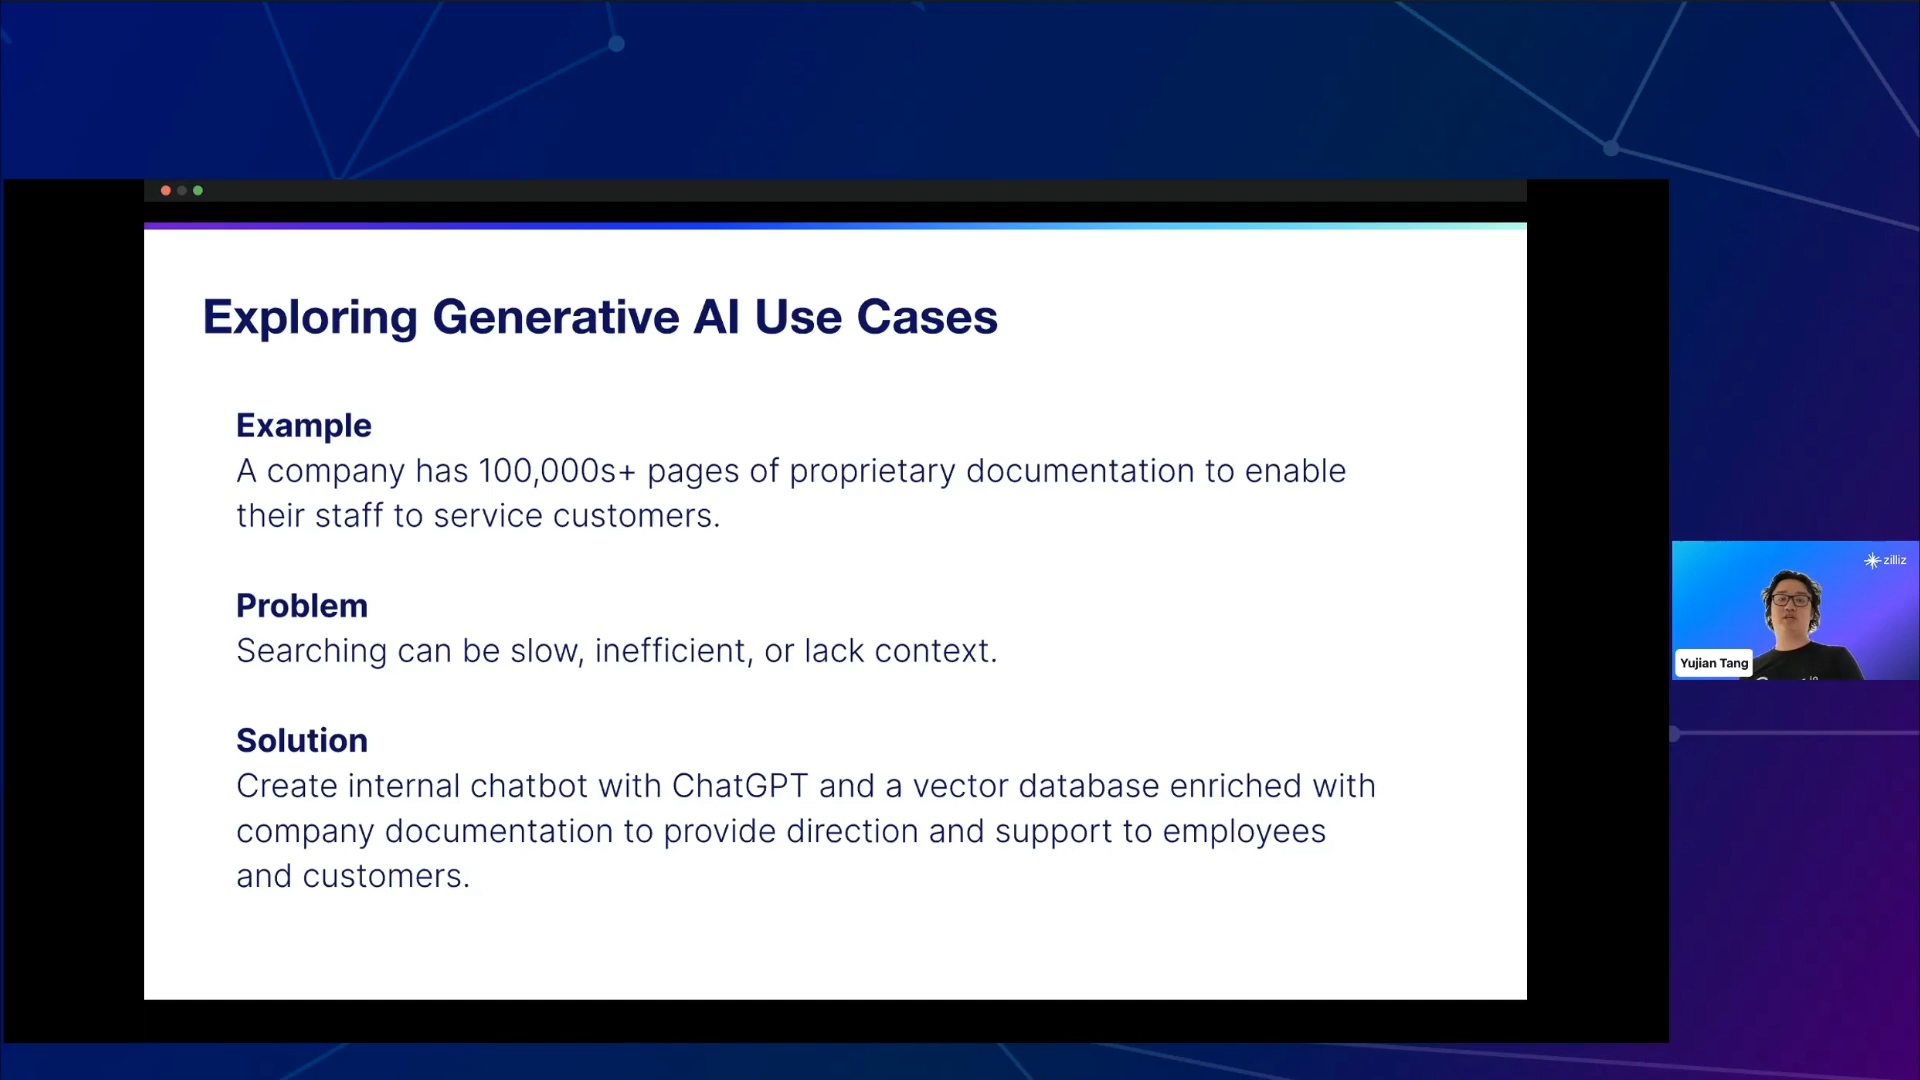 Exploring Generative AI Use Cases
Example
A company has 100,000s+ pages of proprietary documentation to enable
their staff to service customers.
Problem
Searching can be slow, inefficient, or lack context.
Solution
Create internal chatbot with ChatGPT and a vector database enriched with
company documentation to provide direction and support to employees
and customers.
zilliz
Yujian Tang